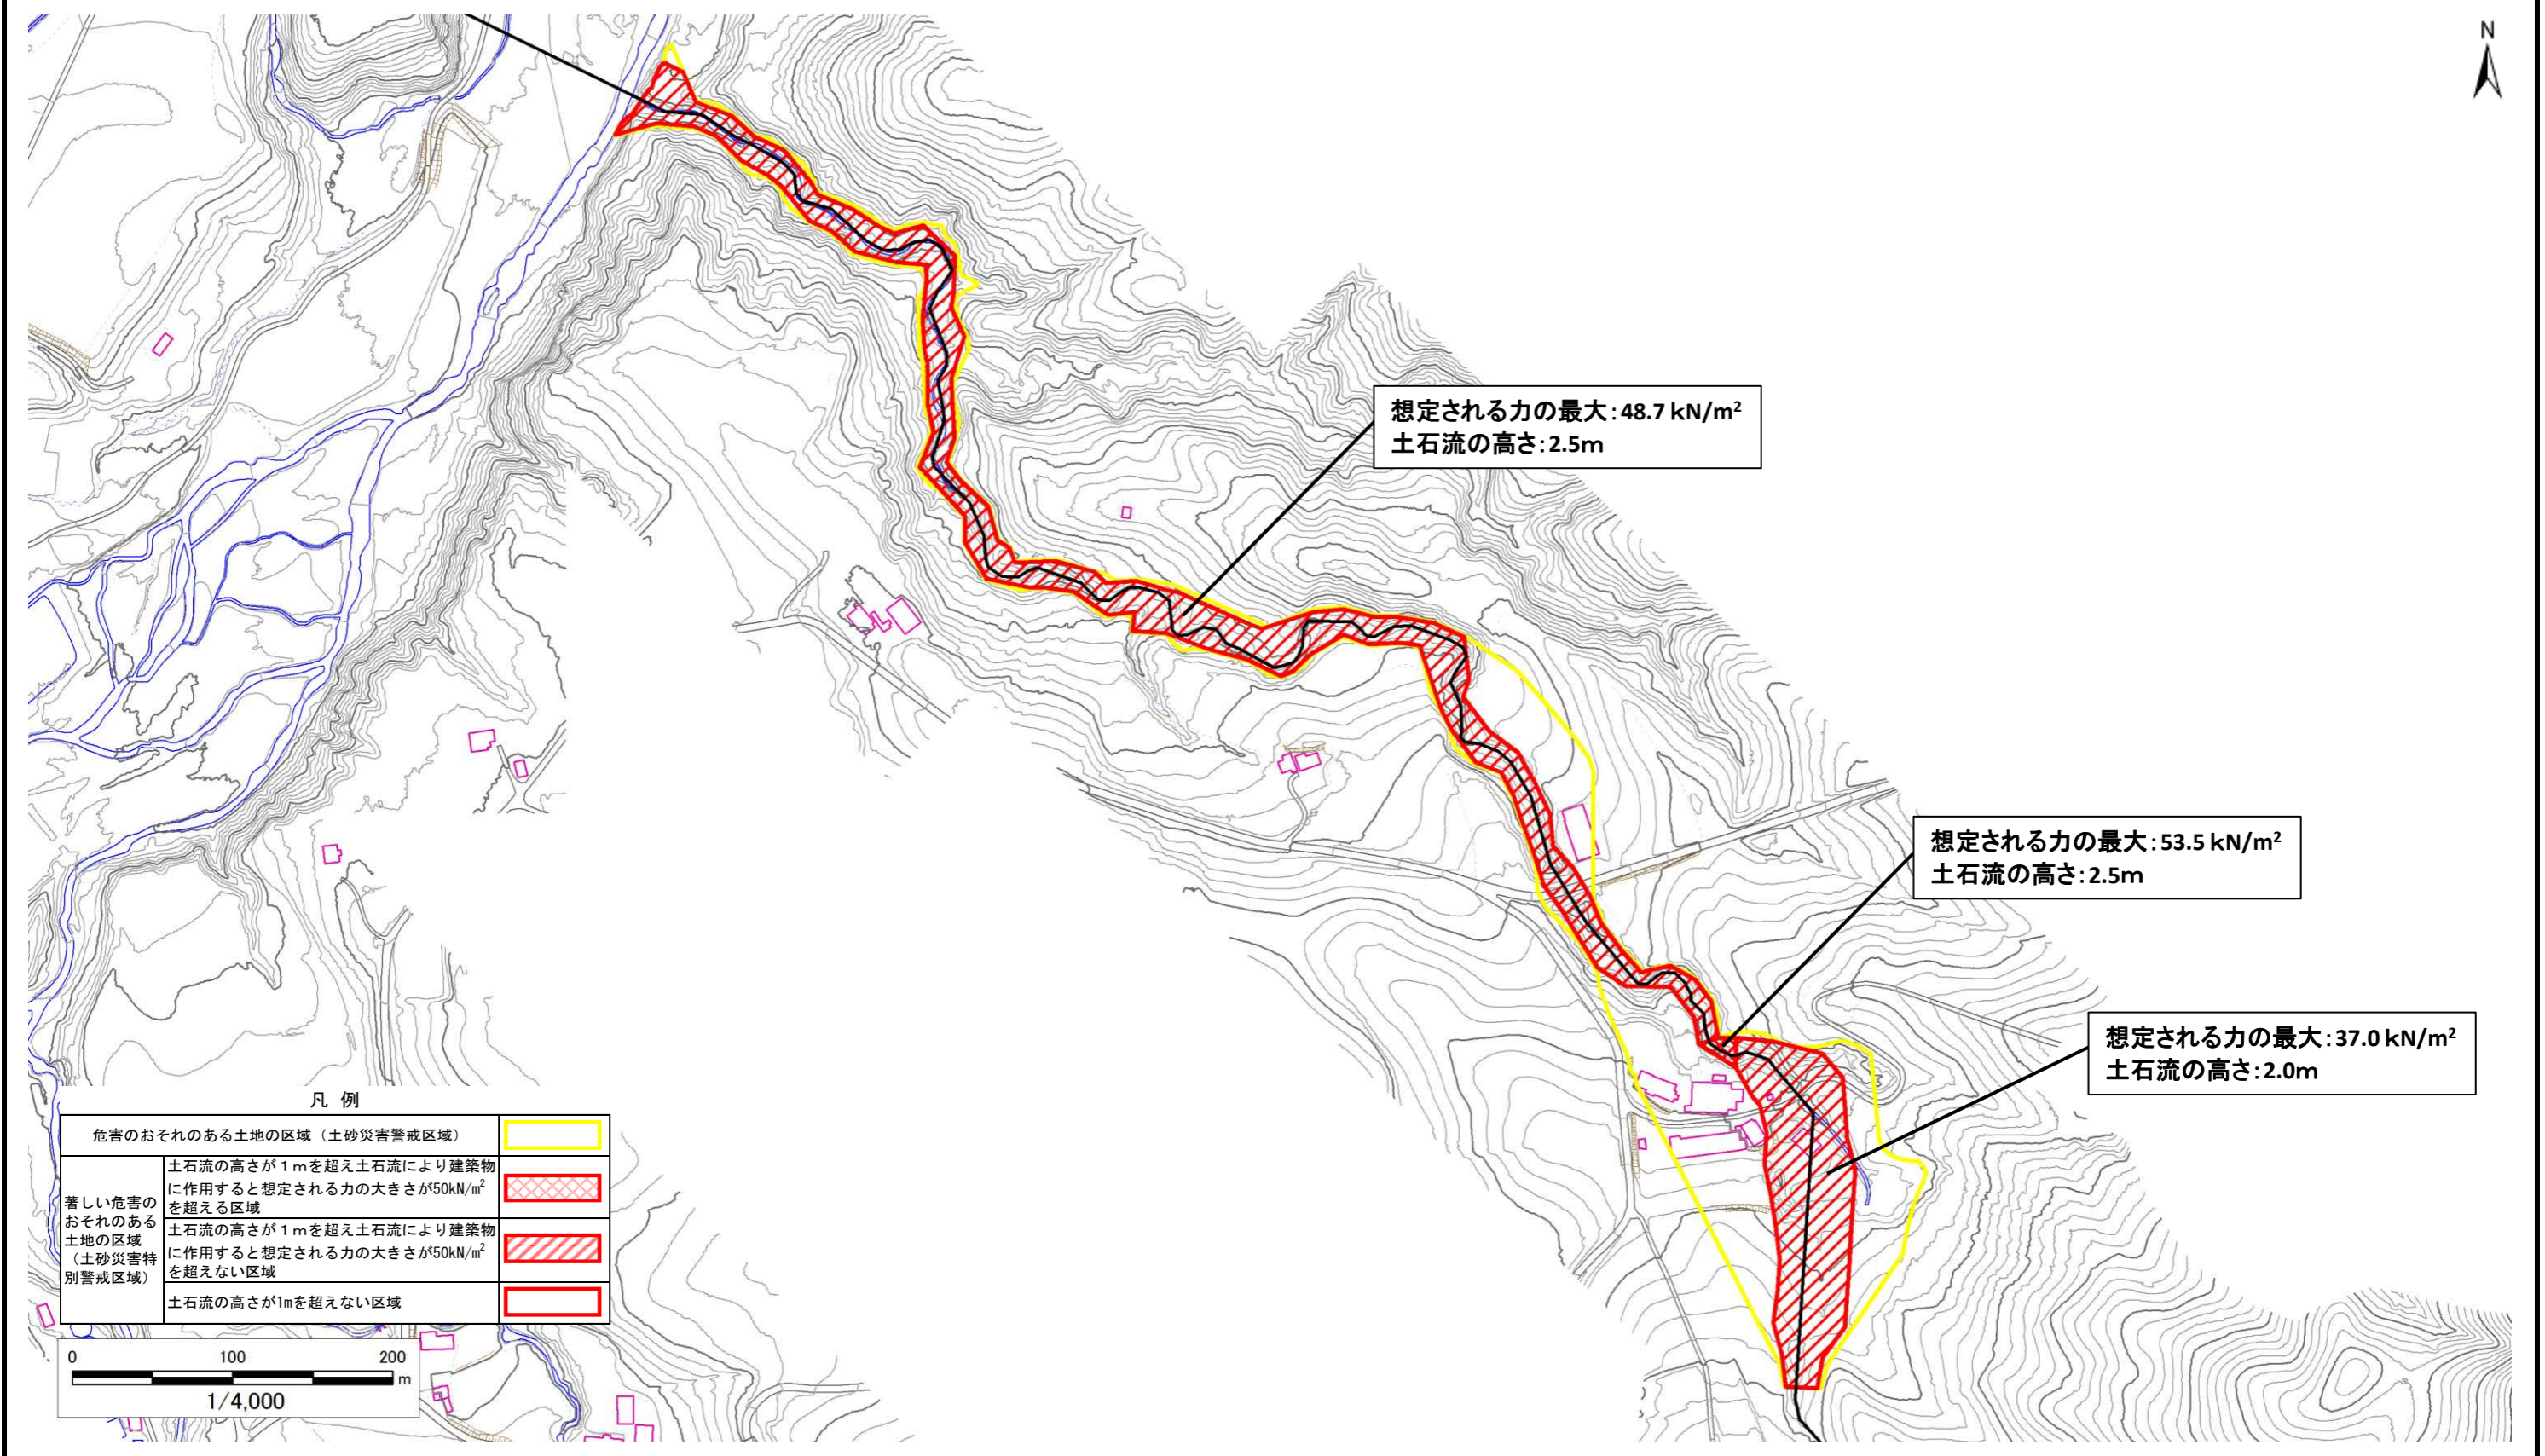 N
想定される力の最大:48.7 kN/m²
土石流の高さ:2.5m
想定される力の最大:53.5 kN/m²
土石流の高さ:2.5m
想定される力の最大:37.0 kN/m²
土石流の高さ:2.0m
凡 例
危害のおそれのある土地の区域（土砂災害警戒区域）
著しい危害の
おそれのある
土地の区域
（土砂災害特
別警戒区域）
土石流の高さが１ｍを超え土石流により建築物
に作用すると想定される力の大きさが50kN/m²
を超える区域
土石流の高さが１ｍを超え土石流により建築物
に作用すると想定される力の大きさが50kN/m²
を超えない区域
土石流の高さが1mを超えない区域
0 100 200
m
1/4,000